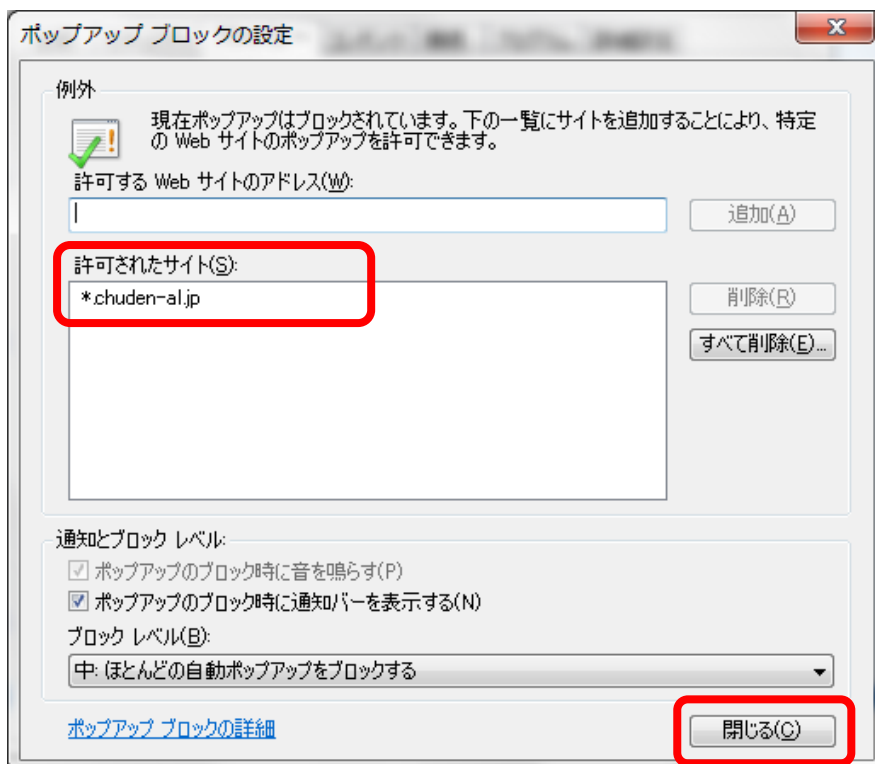 ポップアップ ブロックの設定
例外
現在ポップアップはブロックされています。下の一覧にサイトを追加することにより、特定
の Web サイトのポップアップを許可できます。
許可する Web サイトのアドレス(W):
追加(A)
許可されたサイト(S):
*.chuden-al.jp
削除(R)
すべて削除(E)...
通知とブロック レベル:
ポップアップのブロック時に音を鳴らす(P)
ポップアップのブロック時に通知バーを表示する(N)
ブロック レベル(B):
中: ほとんどの自動ポップアップをブロックする
ポップアップ ブロックの詳細
閉じる(C)